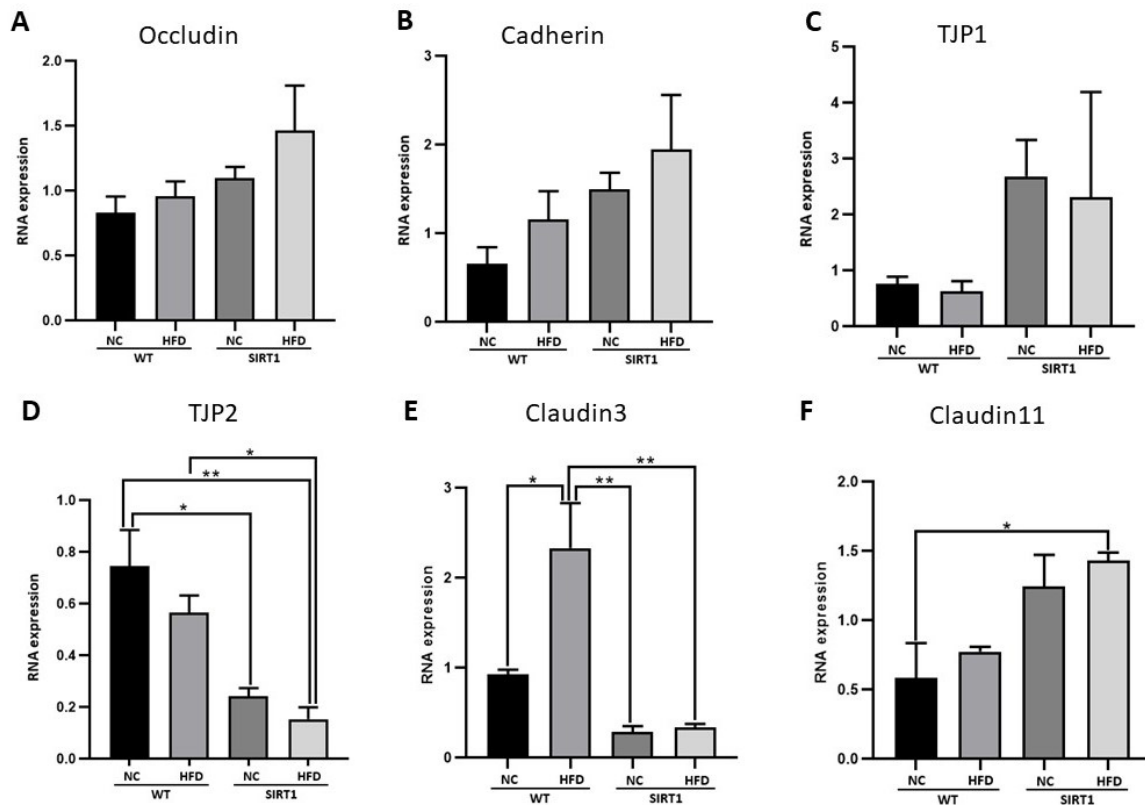 A
Occludin
RNA expression
2.0
1.5
1.0
0.5
0.0
NC HFD NC HFD
WT SIRT1
B
Cadherin
RNA expression
3
2
1
0
NC HFD NC HFD
WT SIRT1
C
TJP1
RNA expression
5
4
3
2
1
0
NC HFD NC HFD
WT SIRT1
D
TJP2
RNA expression
*
**
*
1.0
0.8
0.6
0.4
0.2
0.0
NC HFD NC HFD
WT SIRT1
E
Claudin3
RNA expression
**
* **
3
2
1
0
NC HFD NC HFD
WT SIRT1
F
Claudin11
RNA expression
2.0
*
1.5
1.0
0.5
0.0
NC HFD NC HFD
WT SIRT1